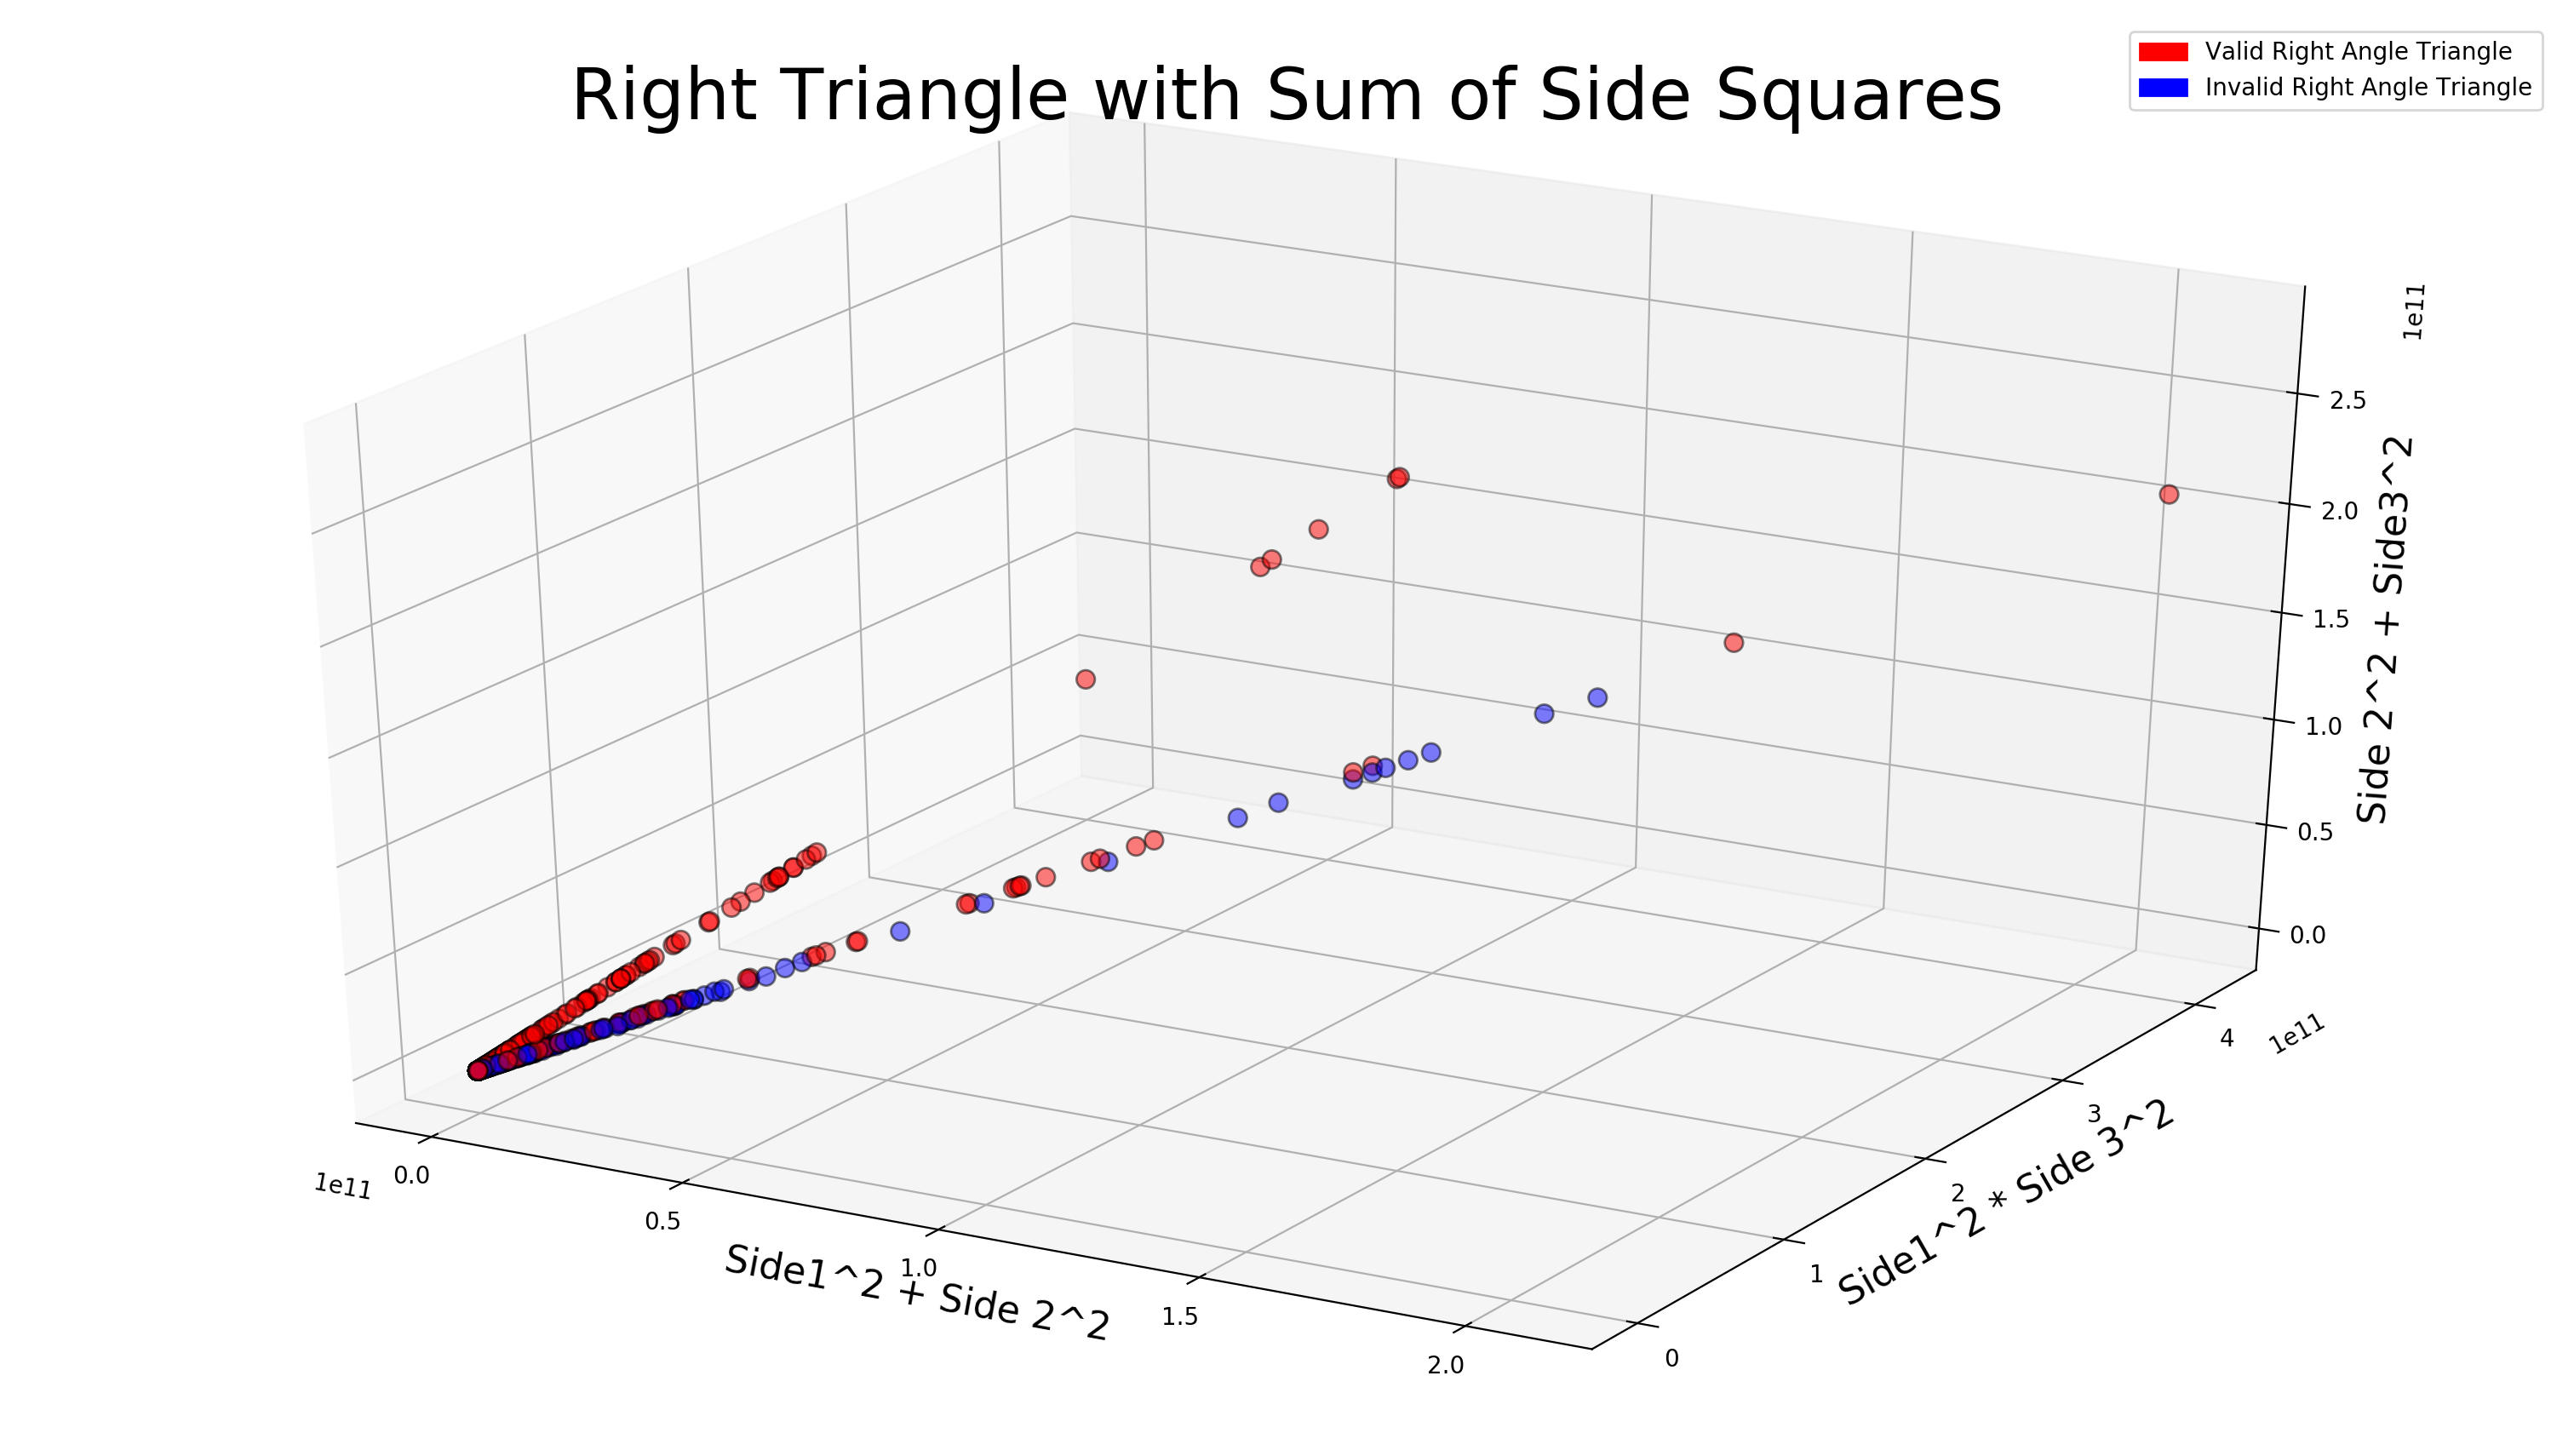 Right Triangle with Sum of Side Squares
Valid Right Angle Triangle
Invalid Right Angle Triangle
1e11
2.5
2.0
1.5
1.0
0.5
0.0
Side 2^2 + Side3^2
1e11
4
3
2
1
0
Side1^2 * Side 3^2
1e11
0.0
0.5
1.0
1.5
2.0
Side1^2 + Side 2^2